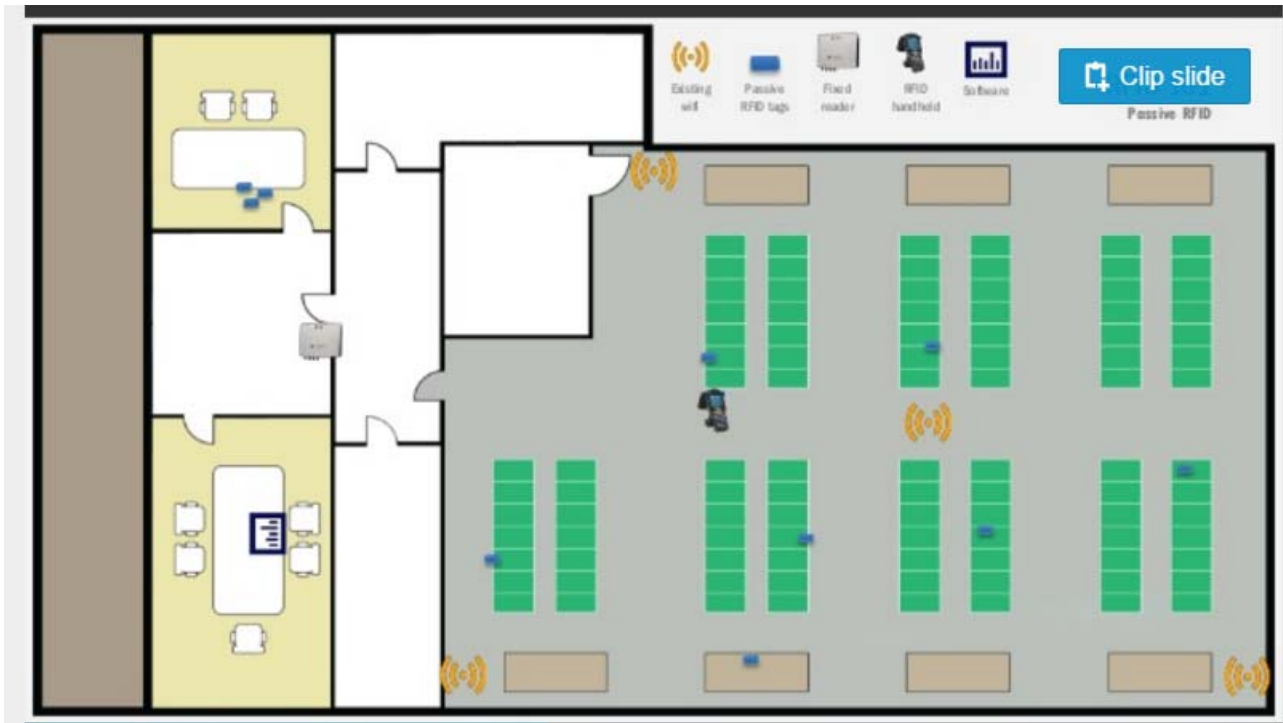 Existing
wifi
Passive
RFID tags
Fixed
reader
RFID
handheld
Software
Clip slide
Passive RFID